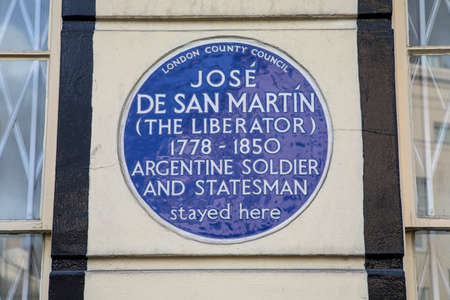 LONDON COUNTY COUNCIL
JOSÉ
DE SAN MARTÍN
(THE LIBERATOR)
1778 - 1850
ARGENTINE SOLDIER
AND STATESMAN
stayed here